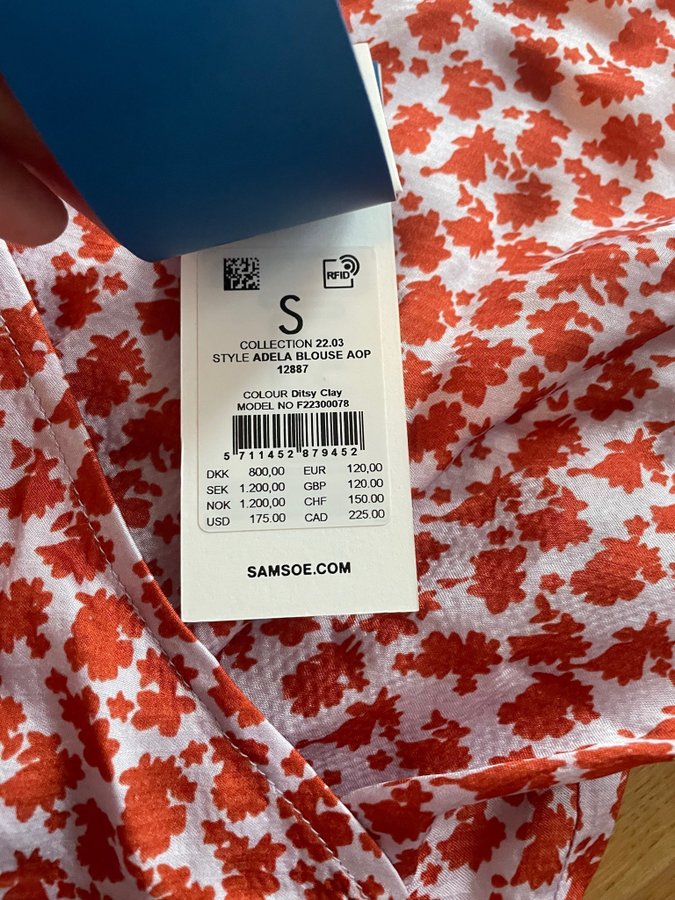 RFID
S
COLLECTION 22.03
STYLE ADELA BLOUSE AOP
12887
COLOUR Ditsy Clay
MODEL NO F22300078
5 711452 879452
DKK 800,00 EUR 120,00
SEK 1.200,00 GBP 120.00
NOK 1.200,00 CHF 150.00
USD 175.00 CAD 225.00
SAMSOE.COM